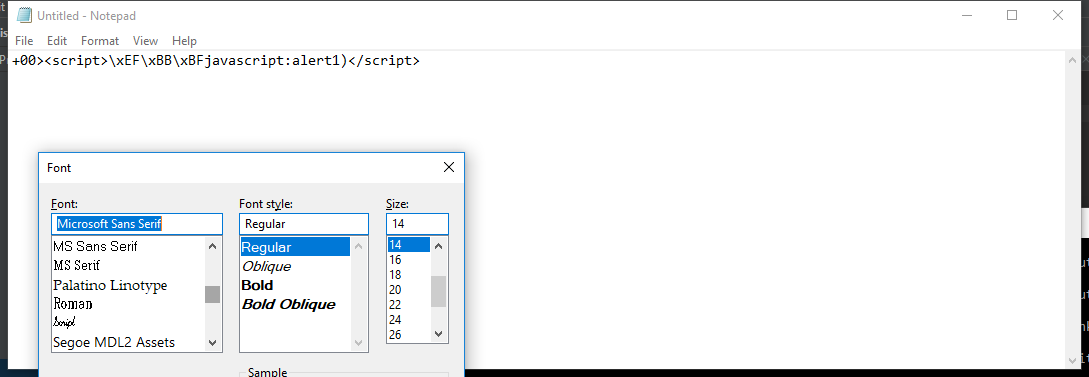 Untitled - Notepad
File Edit Format View Help
+00><script>\xEF\xBB\xBFjavascript:alert1)</script>
Font
Font: Font style: Size:
Microsoft Sans Serif Regular 14
MS Sans Serif Regular 14
MS Serif Oblique 16
Palatino Linotype Bold 18
Roman Bold Oblique 20
Script 22
Segoe MDL2 Assets 24
26
Sample